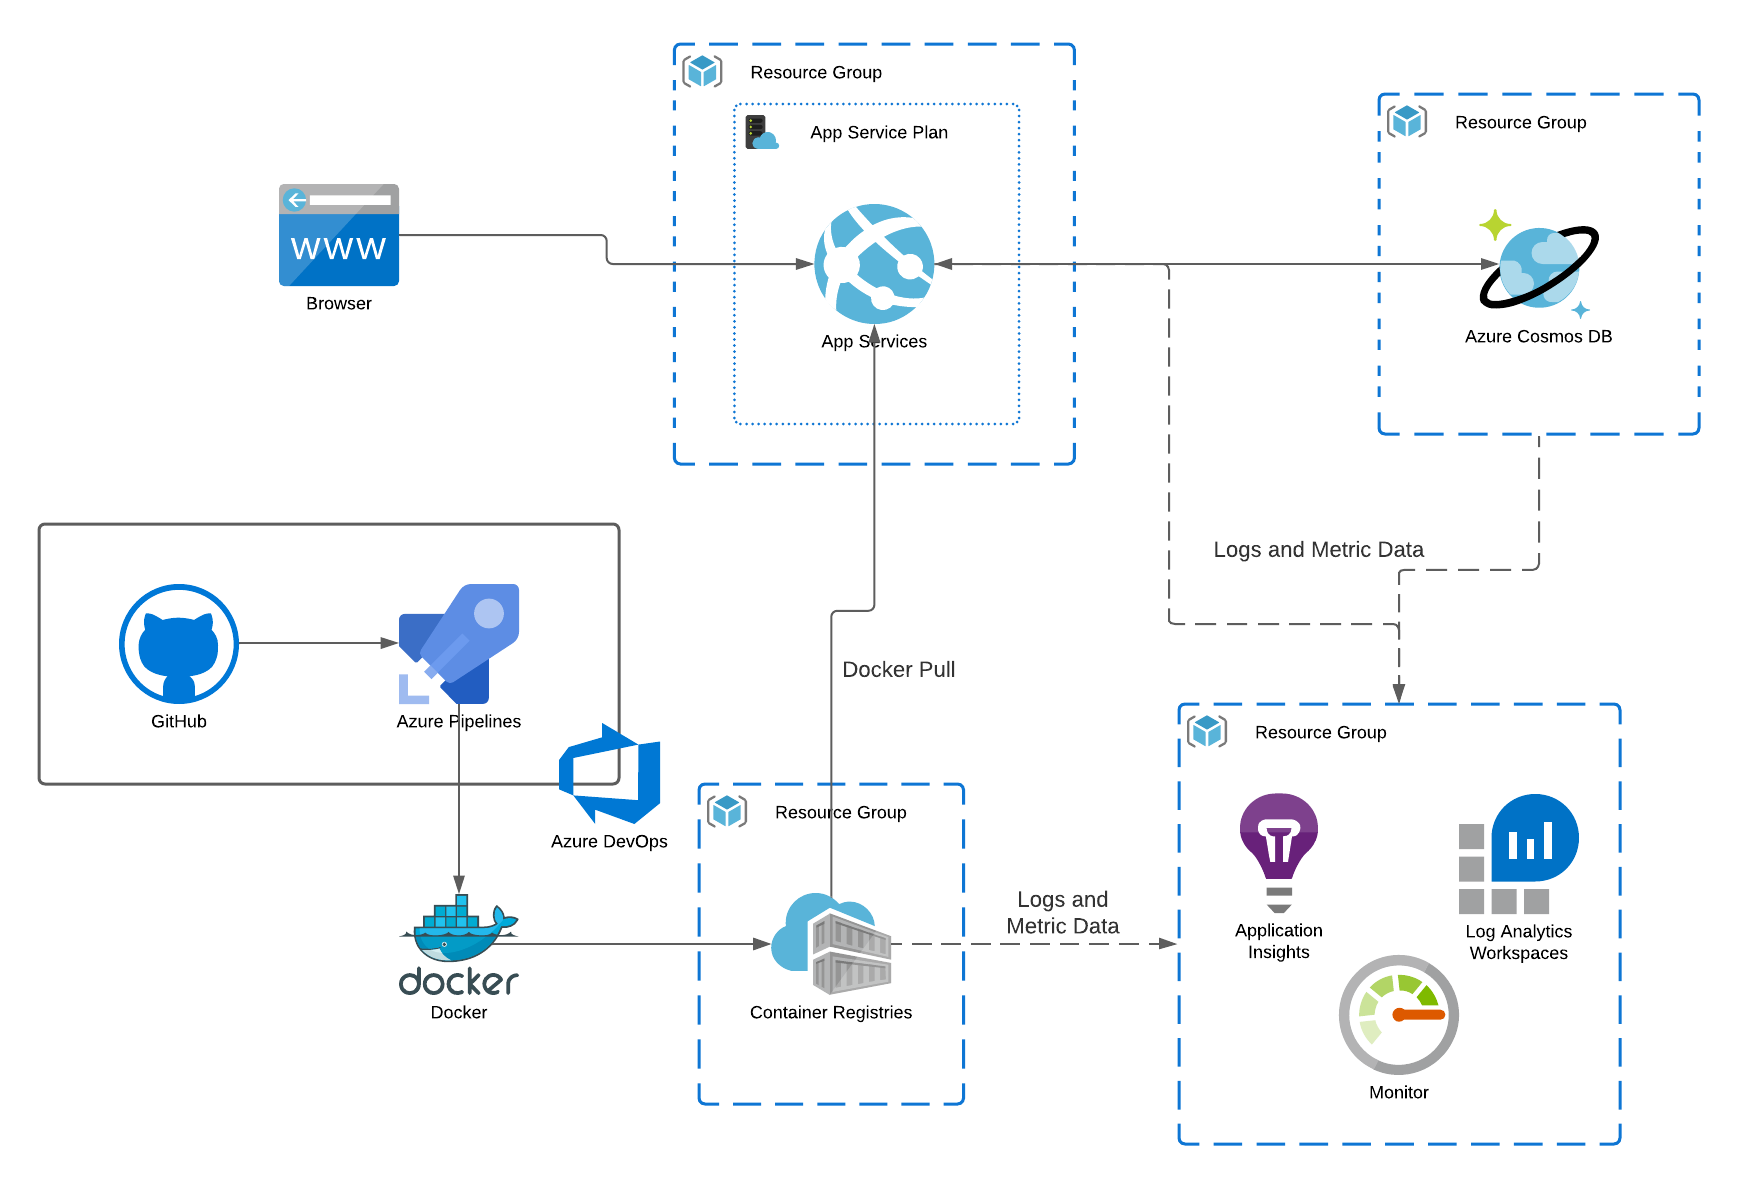 Resource Group
App Service Plan
App Services
Resource Group
Azure Cosmos DB
WWW
Browser
Logs and Metric Data
GitHub
Azure Pipelines
Azure DevOps
Docker Pull
Resource Group
Container Registries
docker
Docker
Logs and
Metric Data
Resource Group
Application
Insights
Log Analytics
Workspaces
Monitor